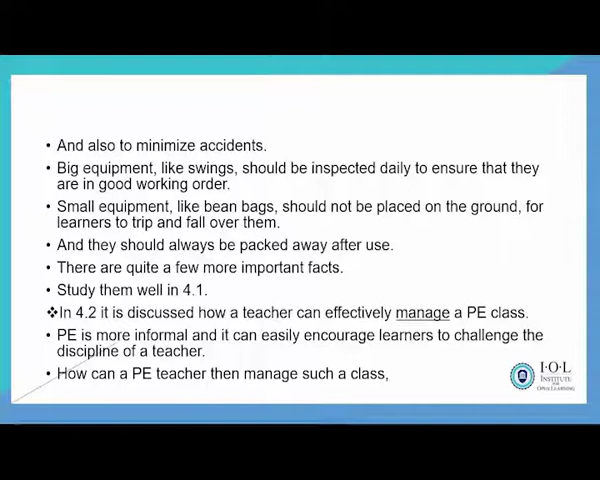 • And also to minimize accidents.
• Big equipment, like swings, should be inspected daily to ensure that they
are in good working order.
• Small equipment, like bean bags, should not be placed on the ground, for
learners to trip and fall over them.
• And they should always be packed away after use.
• There are quite a few more important facts.
• Study them well in 4.1.
❖In 4.2 it is discussed how a teacher can effectively manage a PE class.
• PE is more informal and it can easily encourage learners to challenge the
discipline of a teacher.
• How can a PE teacher then manage such a class,
I·O·L
INSTITUTE
FOR
OPEN LEARNING